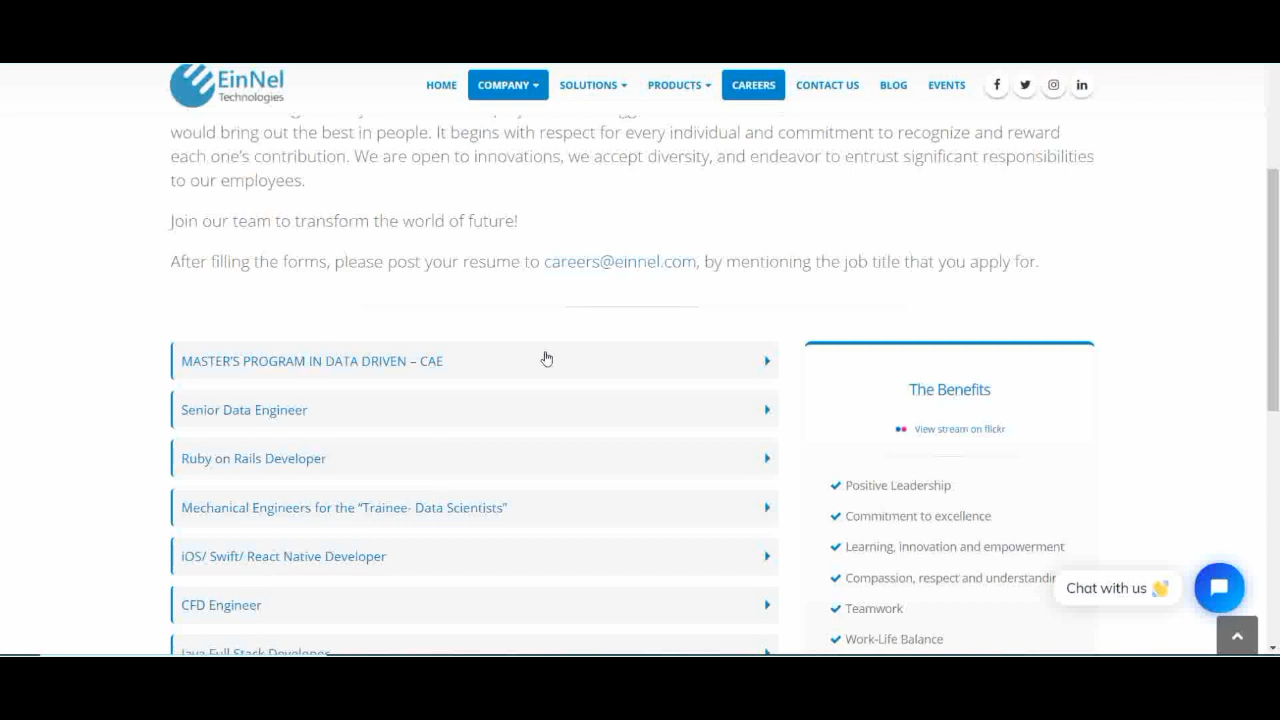 EinNel
Technologies
HOME COMPANY SOLUTIONS PRODUCTS CAREERS CONTACT US BLOG EVENTS
would bring out the best in people. It begins with respect for every individual and commitment to recognize and reward
each one's contribution. We are open to innovations, we accept diversity, and endeavor to entrust significant responsibilities
to our employees.
Join our team to transform the world of future!
After filling the forms, please post your resume to careers@einnel.com, by mentioning the job title that you apply for.
MASTER'S PROGRAM IN DATA DRIVEN – CAE
Senior Data Engineer
Ruby on Rails Developer
Mechanical Engineers for the “Trainee- Data Scientists”
iOS/ Swift/ React Native Developer
CFD Engineer
Java Full Stack Developer
The Benefits
View stream on flickr
Positive Leadership
Commitment to excellence
Learning, innovation and empowerment
Compassion, respect and understandin
Teamwork
Work-Life Balance
Chat with us